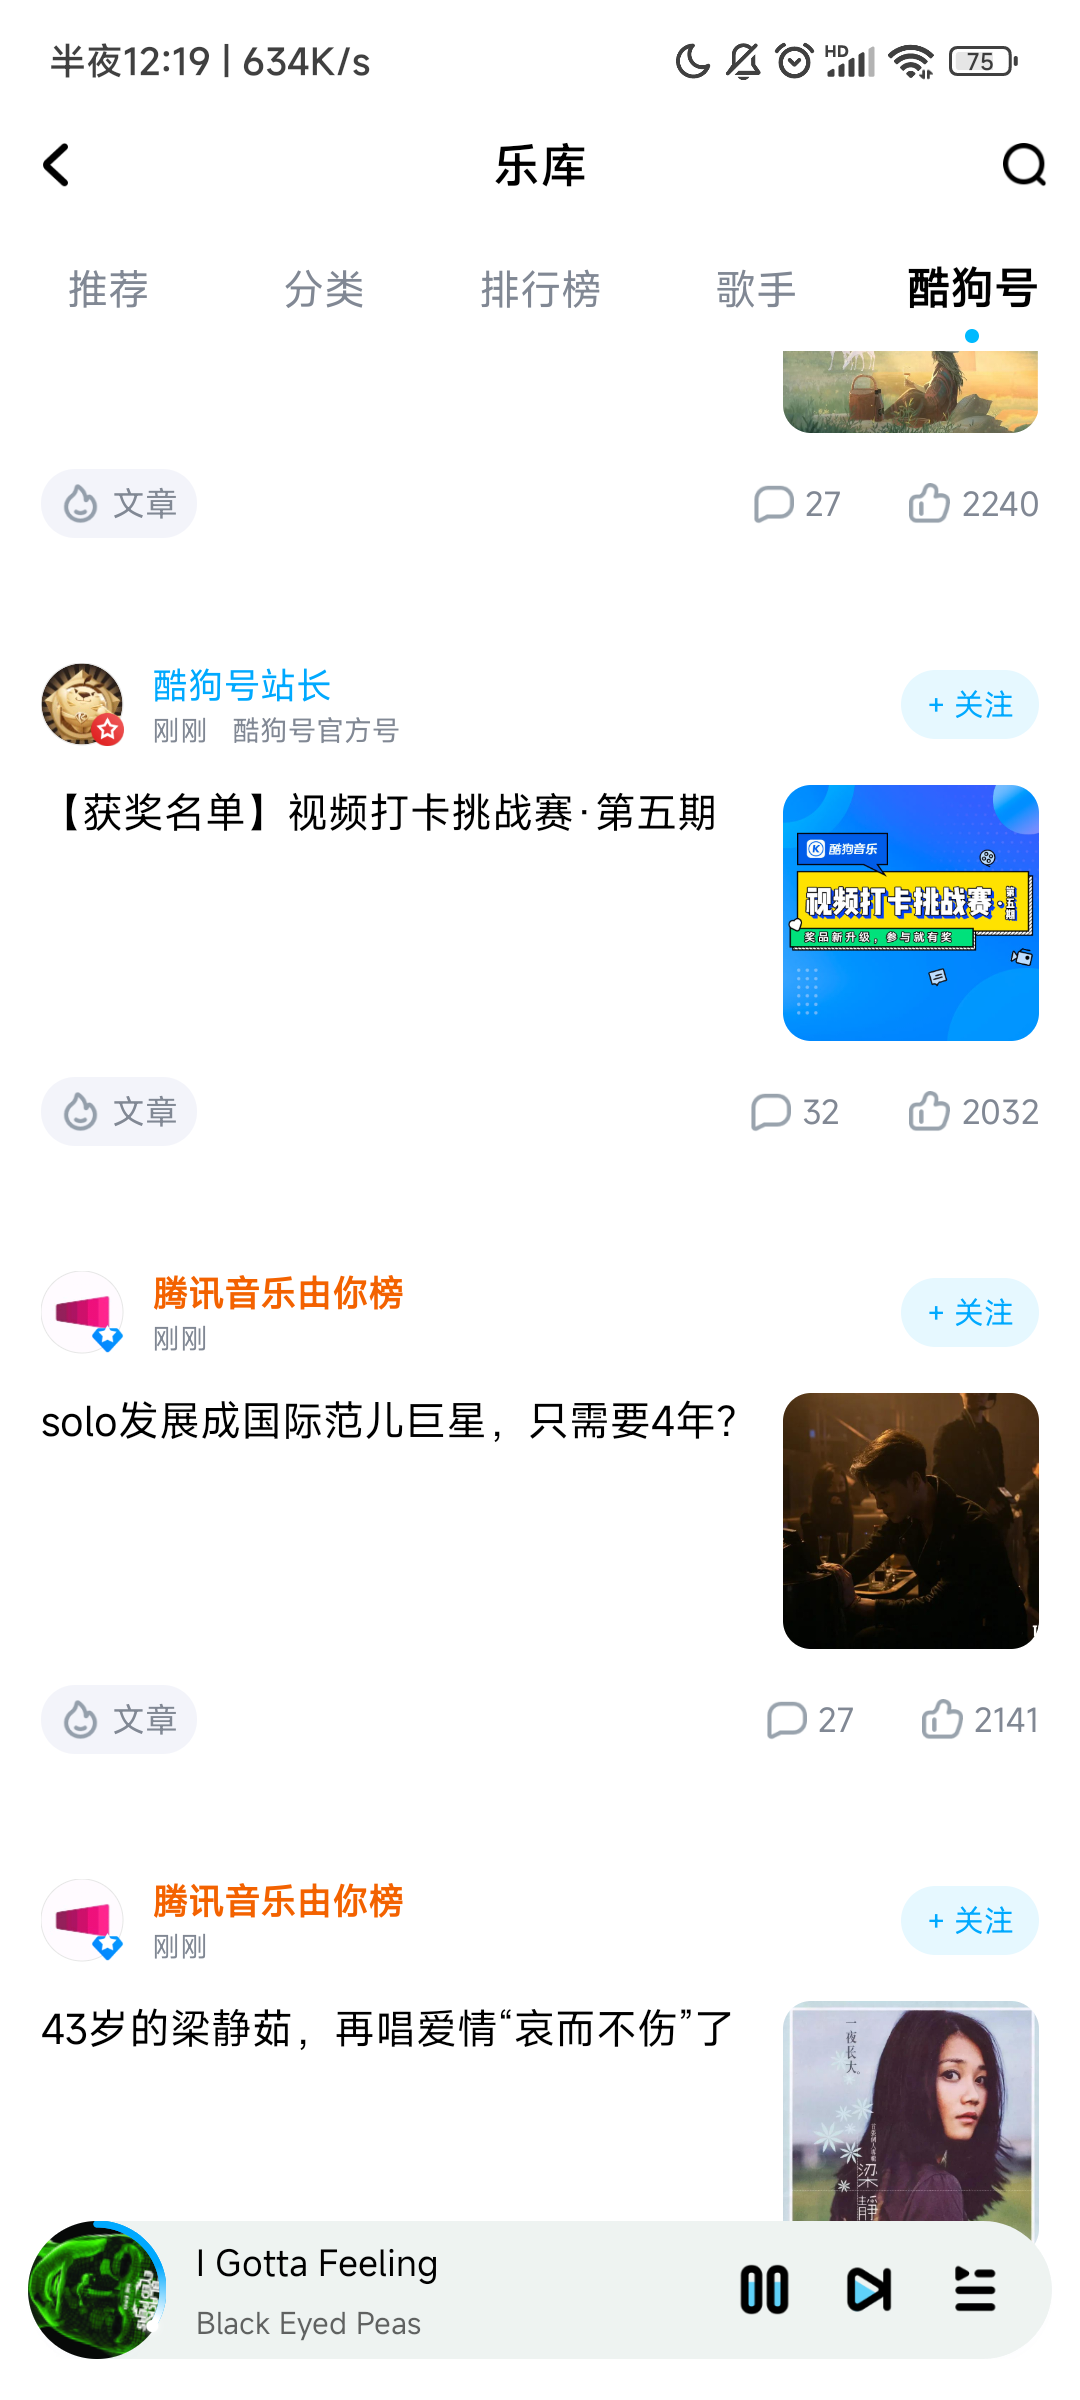 半夜12:19 | 634K/s
HD
75
乐库
推荐
分类
排行榜
歌手
酷狗号
文章
27
2240
酷狗号站长
刚刚 酷狗号官方号
+ 关注
【获奖名单】视频打卡挑战赛·第五期
酷狗音乐
视频打卡挑战赛·第五期
奖品新升级，参与就有奖
文章
32
2032
腾讯音乐由你榜
刚刚
+ 关注
solo发展成国际范儿巨星，只需要4年?
文章
27
2141
腾讯音乐由你榜
刚刚
+ 关注
43岁的梁静茹，再唱爱情“哀而不伤”了
一夜长大。
梁静
I Gotta Feeling
Black Eyed Peas